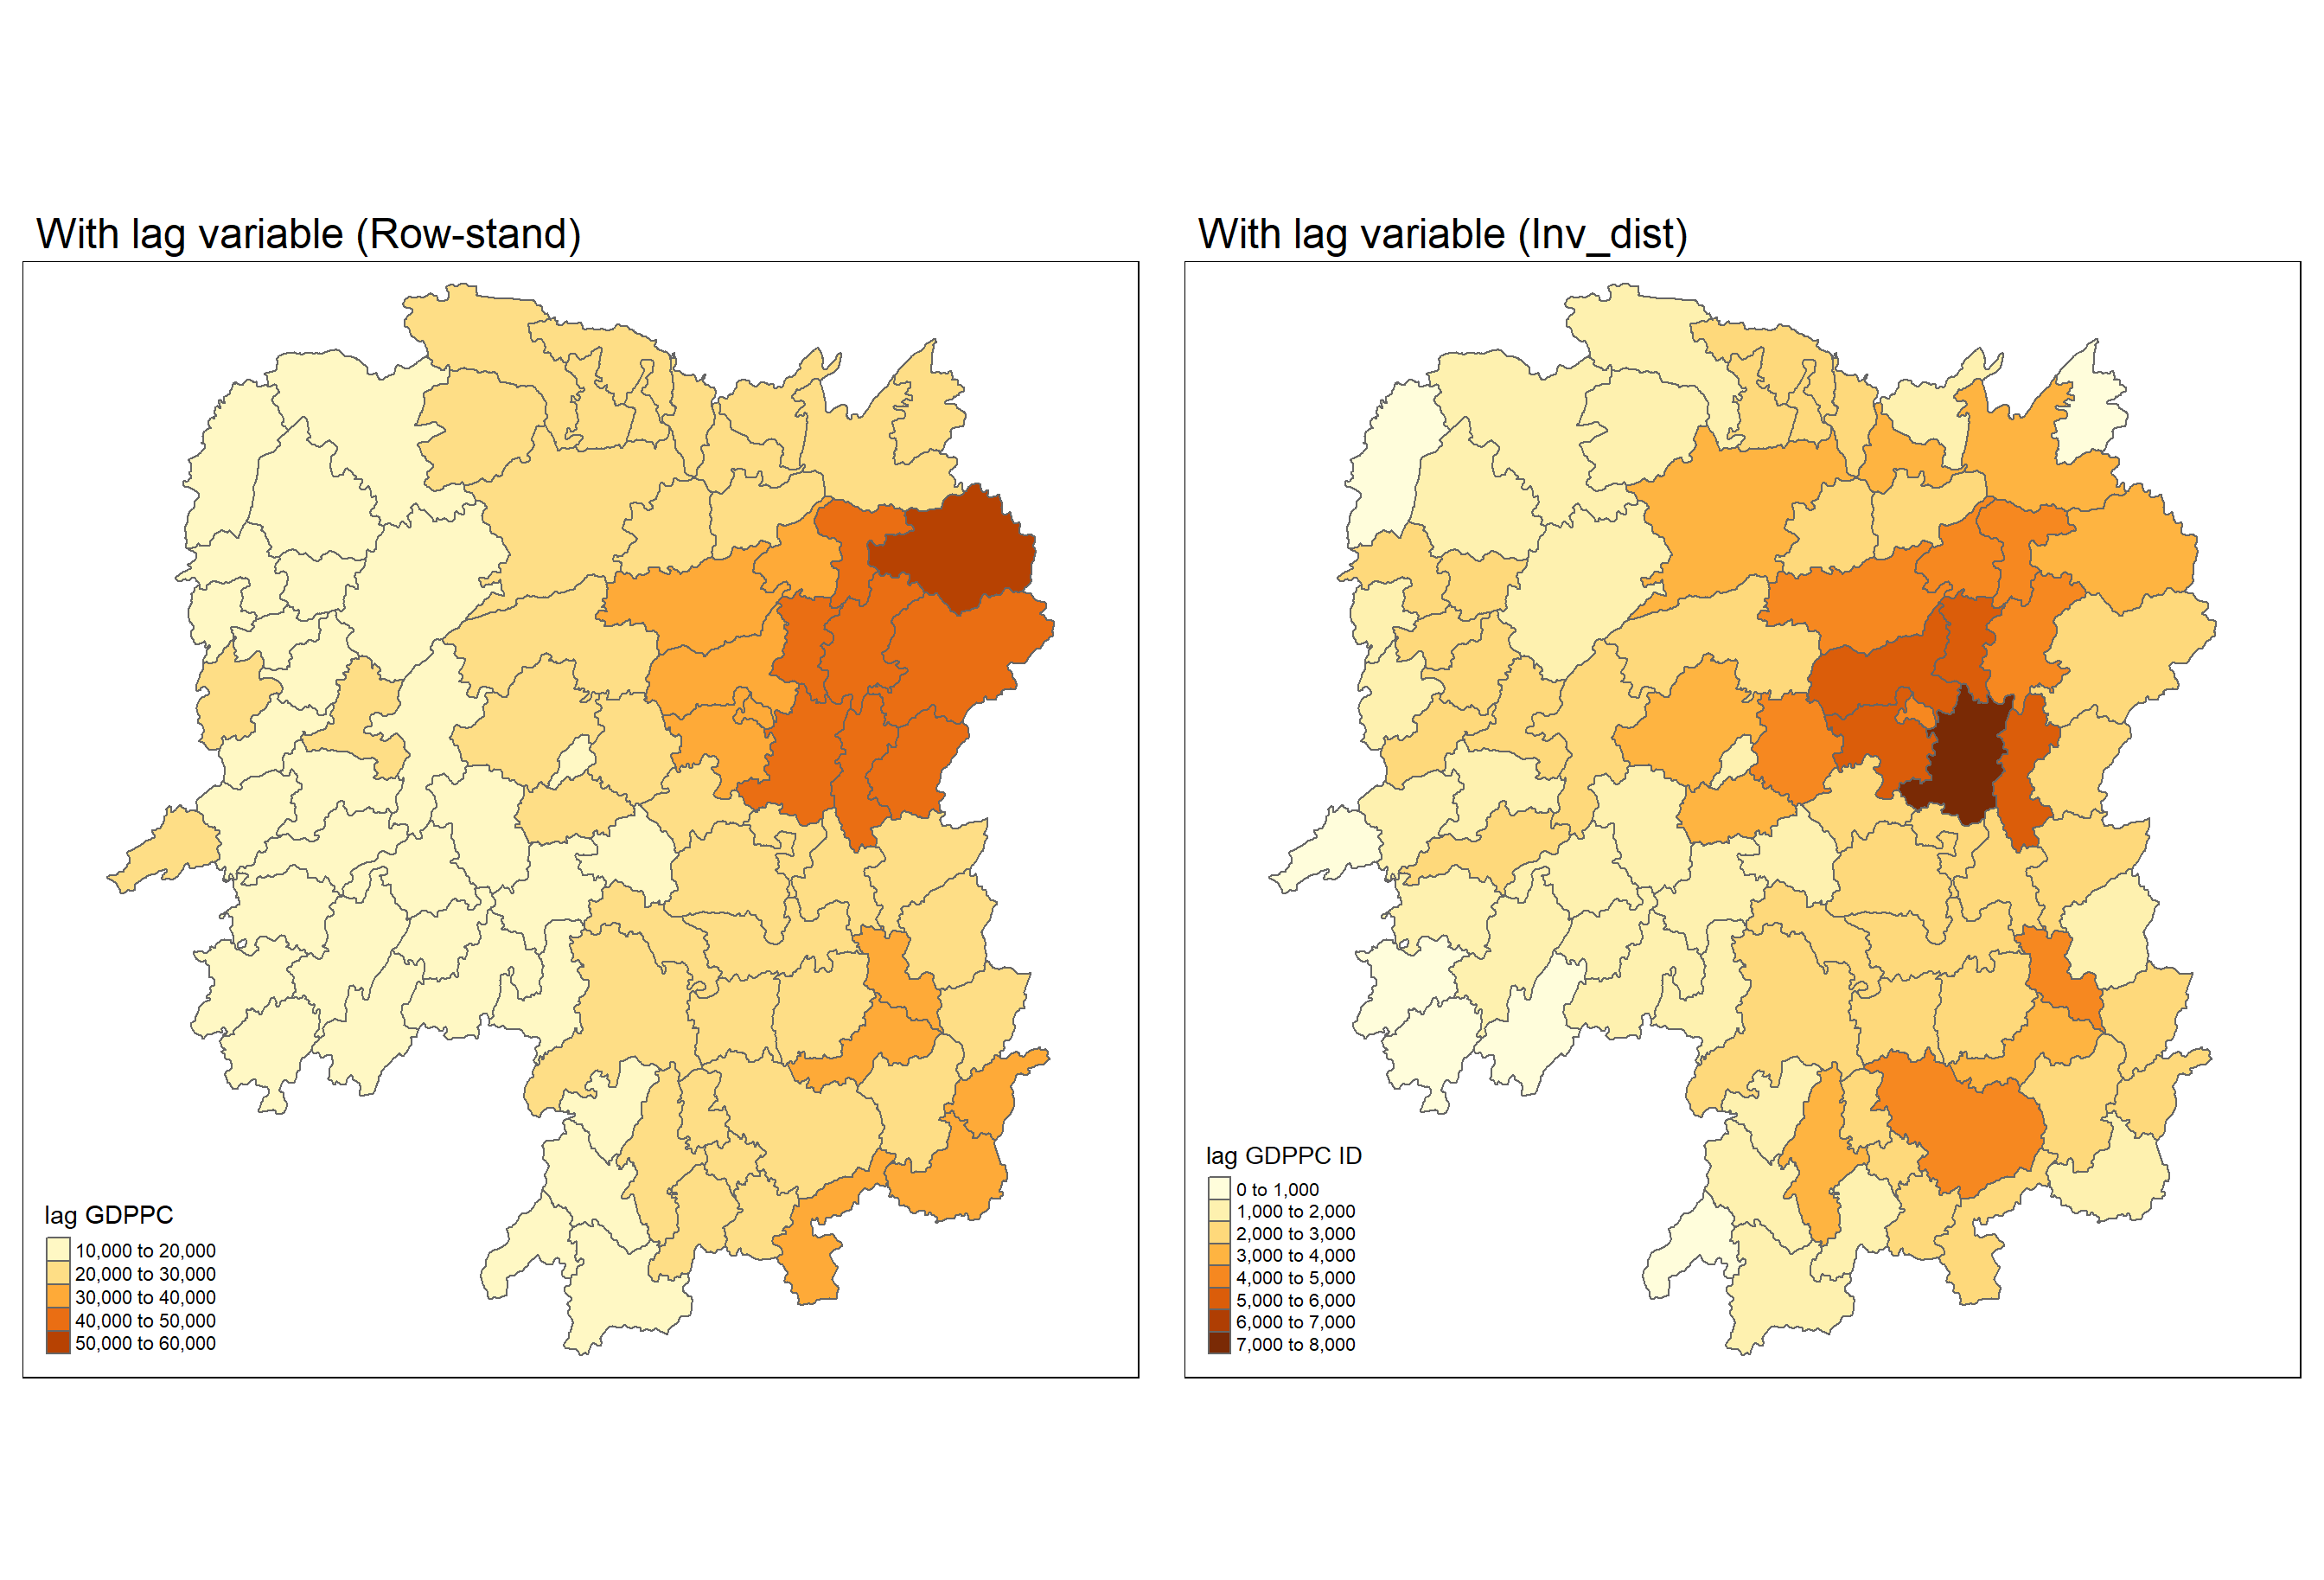 With lag variable (Row-stand)
lag GDPPC
10,000 to 20,000
20,000 to 30,000
30,000 to 40,000
40,000 to 50,000
50,000 to 60,000
With lag variable (Inv_dist)
lag GDPPC ID
0 to 1,000
1,000 to 2,000
2,000 to 3,000
3,000 to 4,000
4,000 to 5,000
5,000 to 6,000
6,000 to 7,000
7,000 to 8,000